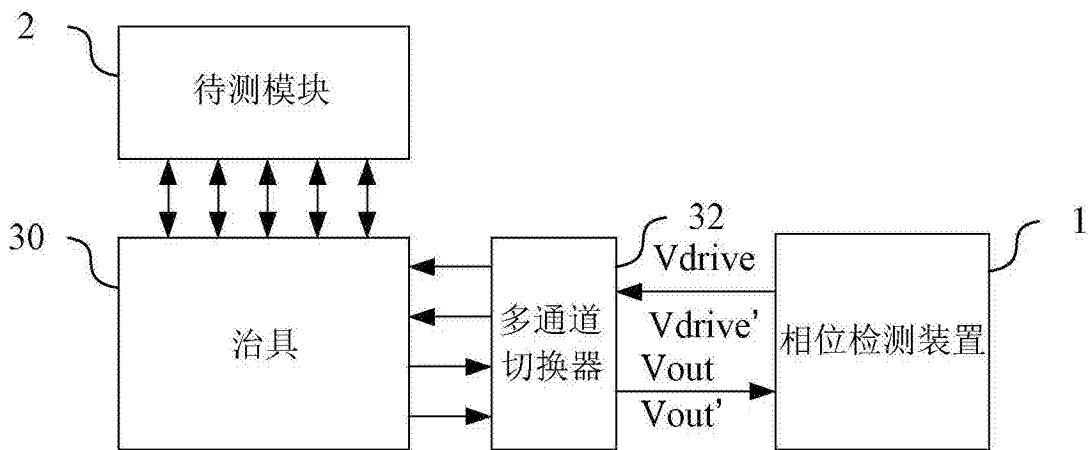 2
待测模块
30
32
1
Vdrive
治具
多通道
切换器
Vdrive'
相位检测装置
Vout
Vout'